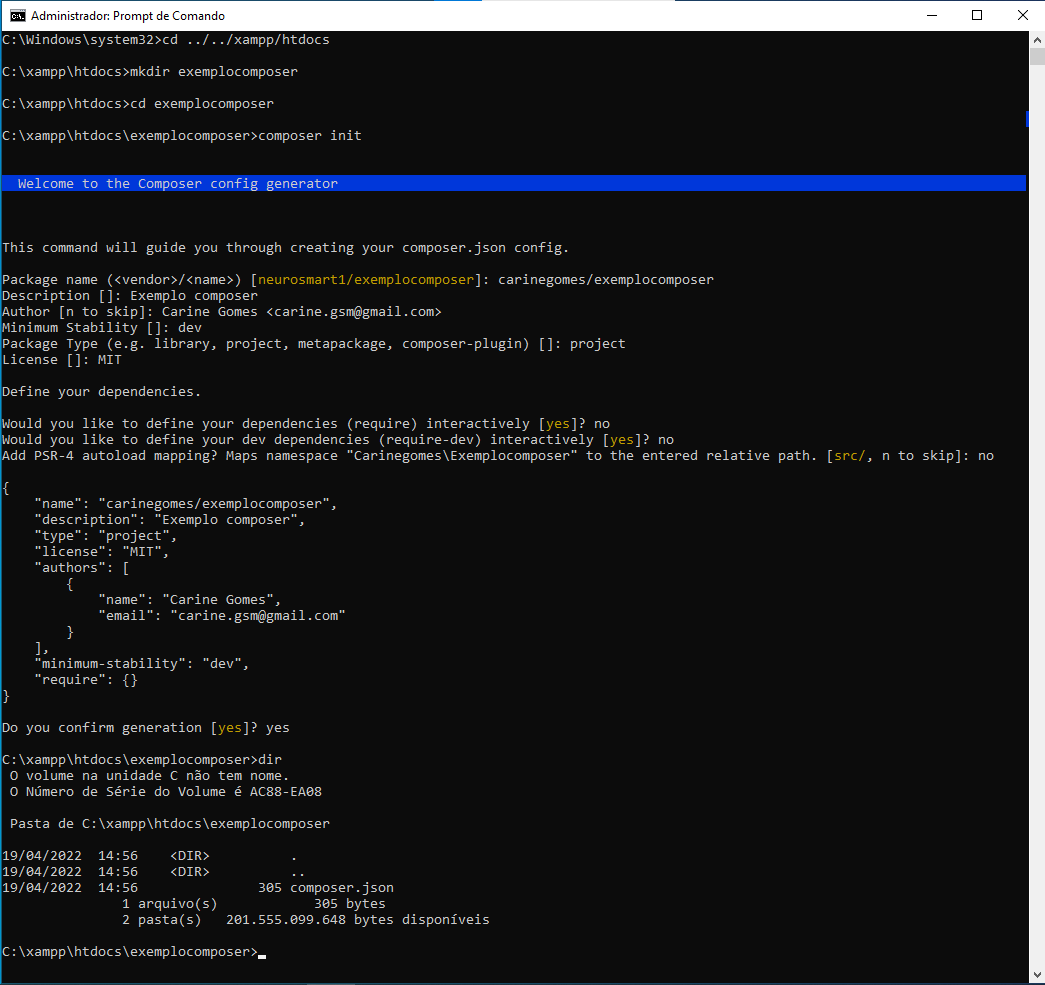 Administrador: Prompt de Comando
C:\Windows\system32>cd ../../xampp/htdocs
C:\xampp\htdocs>mkdir exemplocomposer
C:\xampp\htdocs>cd exemplocomposer
C:\xampp\htdocs\exemplocomposer>composer init
Welcome to the Composer config generator
This command will guide you through creating your composer.json config.
Package name (<vendor>/<name>) [neurosmart1/exemplocomposer]: carinegomes/exemplocomposer
Description []: Exemplo composer
Author [n to skip]: Carine Gomes <carine.gsm@gmail.com>
Minimum Stability []: dev
Package Type (e.g. library, project, metapackage, composer-plugin) []: project
License []: MIT
Define your dependencies.
Would you like to define your dependencies (require) interactively [yes]? no
Would you like to define your dev dependencies (require-dev) interactively [yes]? no
Add PSR-4 autoload mapping? Maps namespace "Carinegomes\Exemplocomposer" to the entered relative path. [src/, n to skip]: no
{
    "name": "carinegomes/exemplocomposer",
    "description": "Exemplo composer",
    "type": "project",
    "license": "MIT",
    "authors": [
        {
            "name": "Carine Gomes",
            "email": "carine.gsm@gmail.com"
        }
    ],
    "minimum-stability": "dev",
    "require": {}
}
Do you confirm generation [yes]? yes
C:\xampp\htdocs\exemplocomposer>dir
 O volume na unidade C não tem nome.
 O Número de Série do Volume é AC88-EA08
 Pasta de C:\xampp\htdocs\exemplocomposer
19/04/2022  14:56    <DIR>          .
19/04/2022  14:56    <DIR>          ..
19/04/2022  14:56               305 composer.json
               1 arquivo(s)            305 bytes
               2 pasta(s)   201.555.099.648 bytes disponíveis
C:\xampp\htdocs\exemplocomposer>